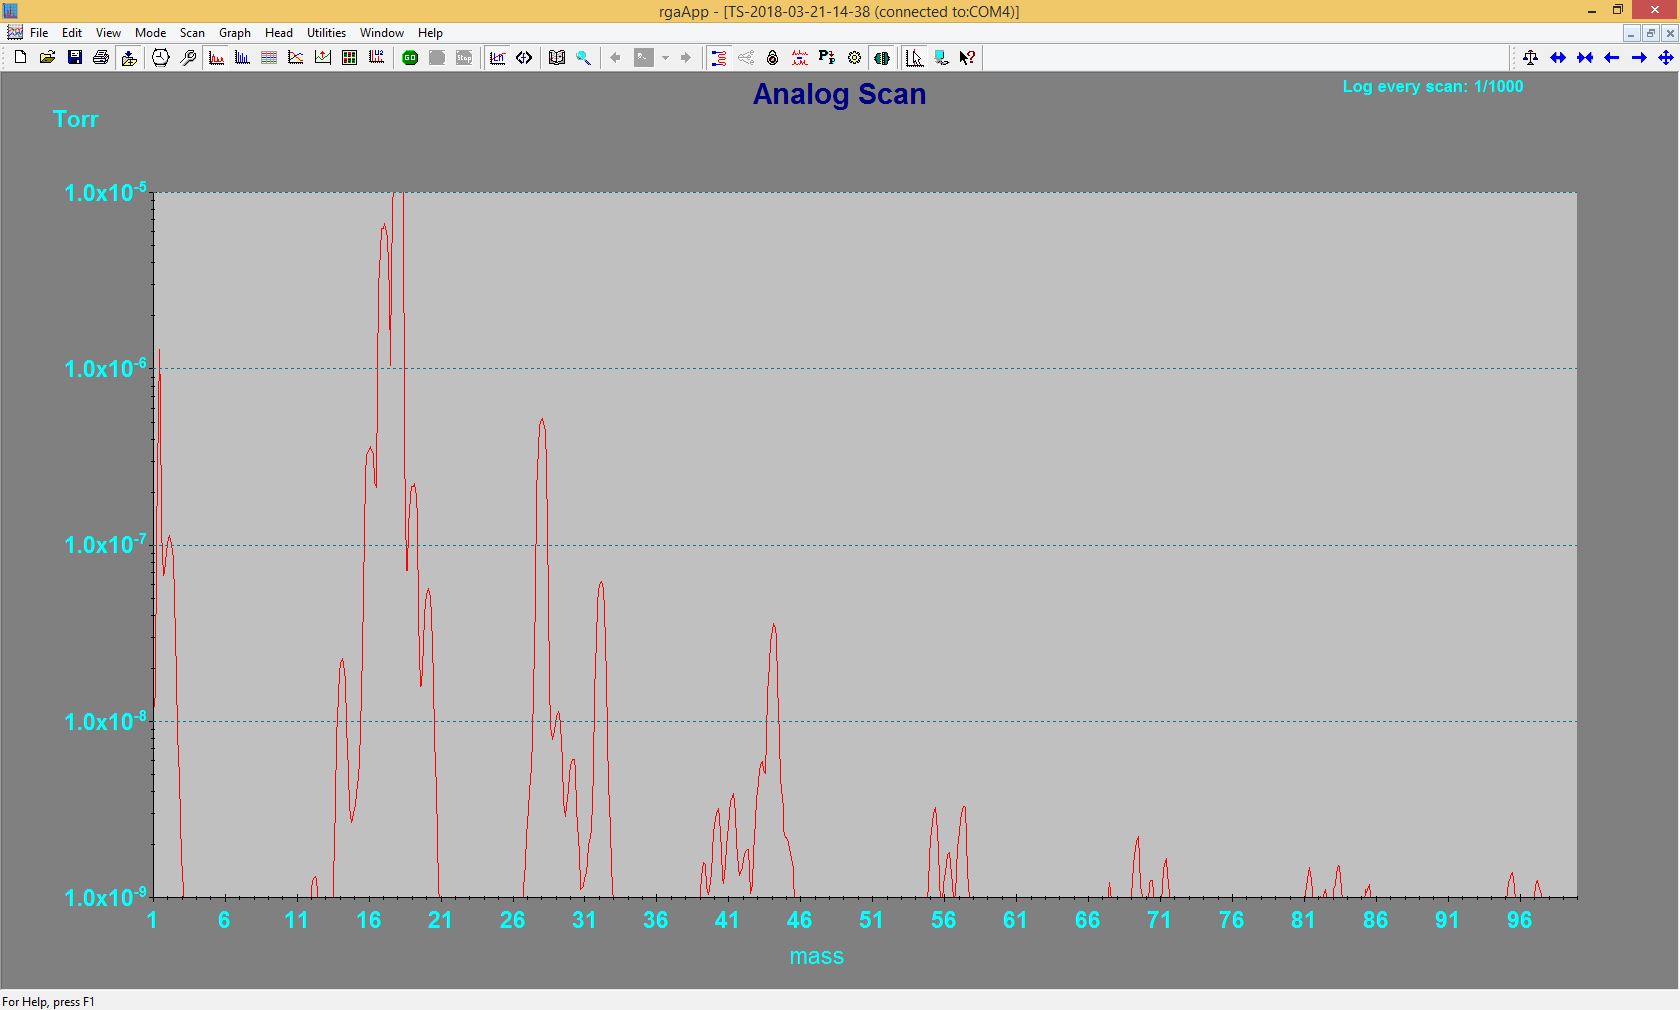 rgaApp - [TS-2018-03-21-14-38 (connected to:COM4)]
File Edit View Mode Scan Graph Head Utilities Window Help
GO Stop
Analog Scan
Log every scan: 1/1000
Torr
1.0x10-5
1.0x10-6
1.0x10-7
1.0x10-8
1.0x10-9
1 6 11 16 21 26 31 36 41 46 51 56 61 66 71 76 81 86 91 96
mass
For Help, press F1